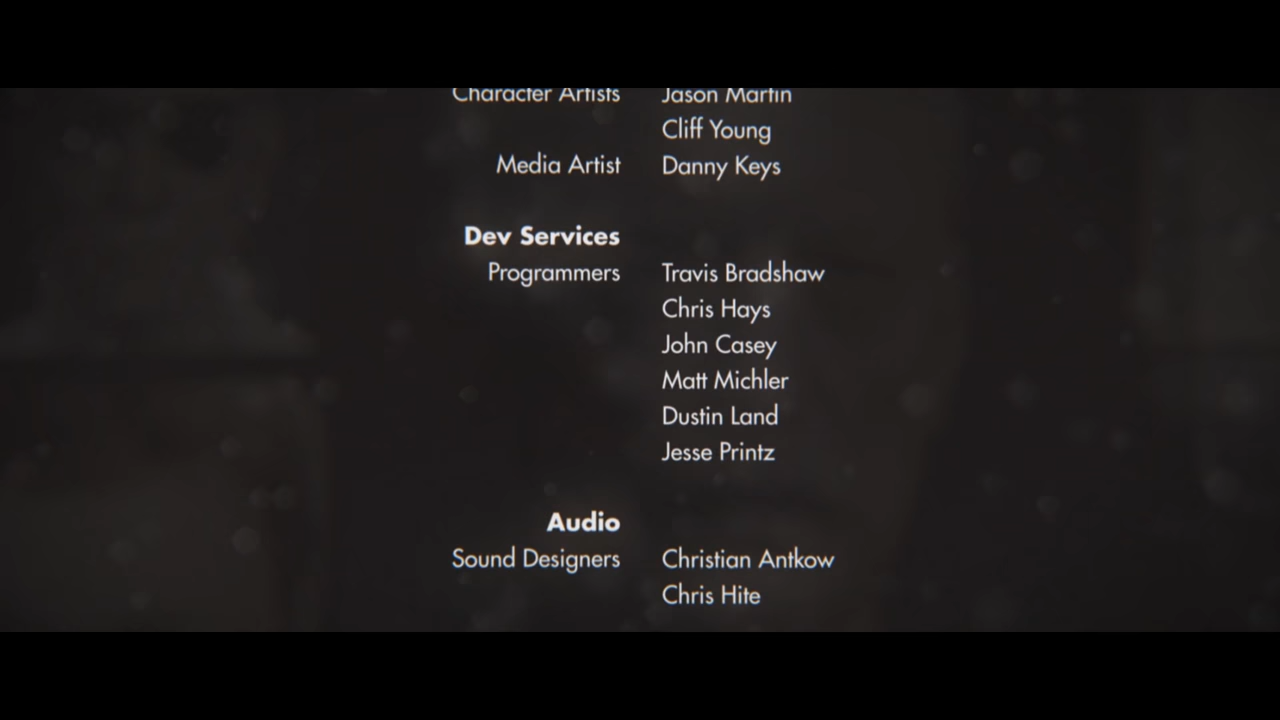 Character Artists Jason Martin
Cliff Young
Media Artist Danny Keys
Dev Services
Programmers Travis Bradshaw
Chris Hays
John Casey
Matt Michler
Dustin Land
Jesse Printz
Audio
Sound Designers Christian Antkow
Chris Hite